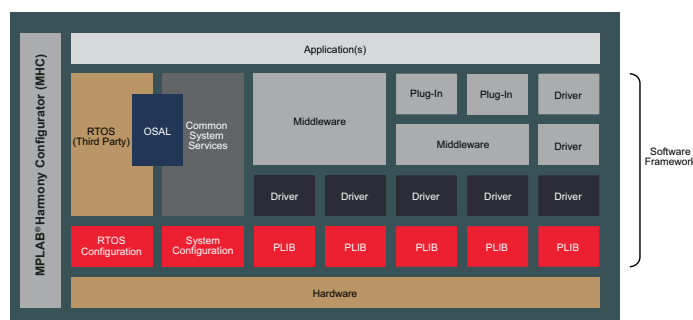 MPLAB® Harmony Configurator (MHC)
Application(s)
RTOS
(Third Party)
OSAL
Common
System
Services
Middleware
Plug-In
Plug-In
Driver
Middleware
Driver
Driver
Driver
Driver
Driver
Driver
RTOS
Configuration
System
Configuration
PLIB
PLIB
PLIB
PLIB
PLIB
Hardware
Software
Framework